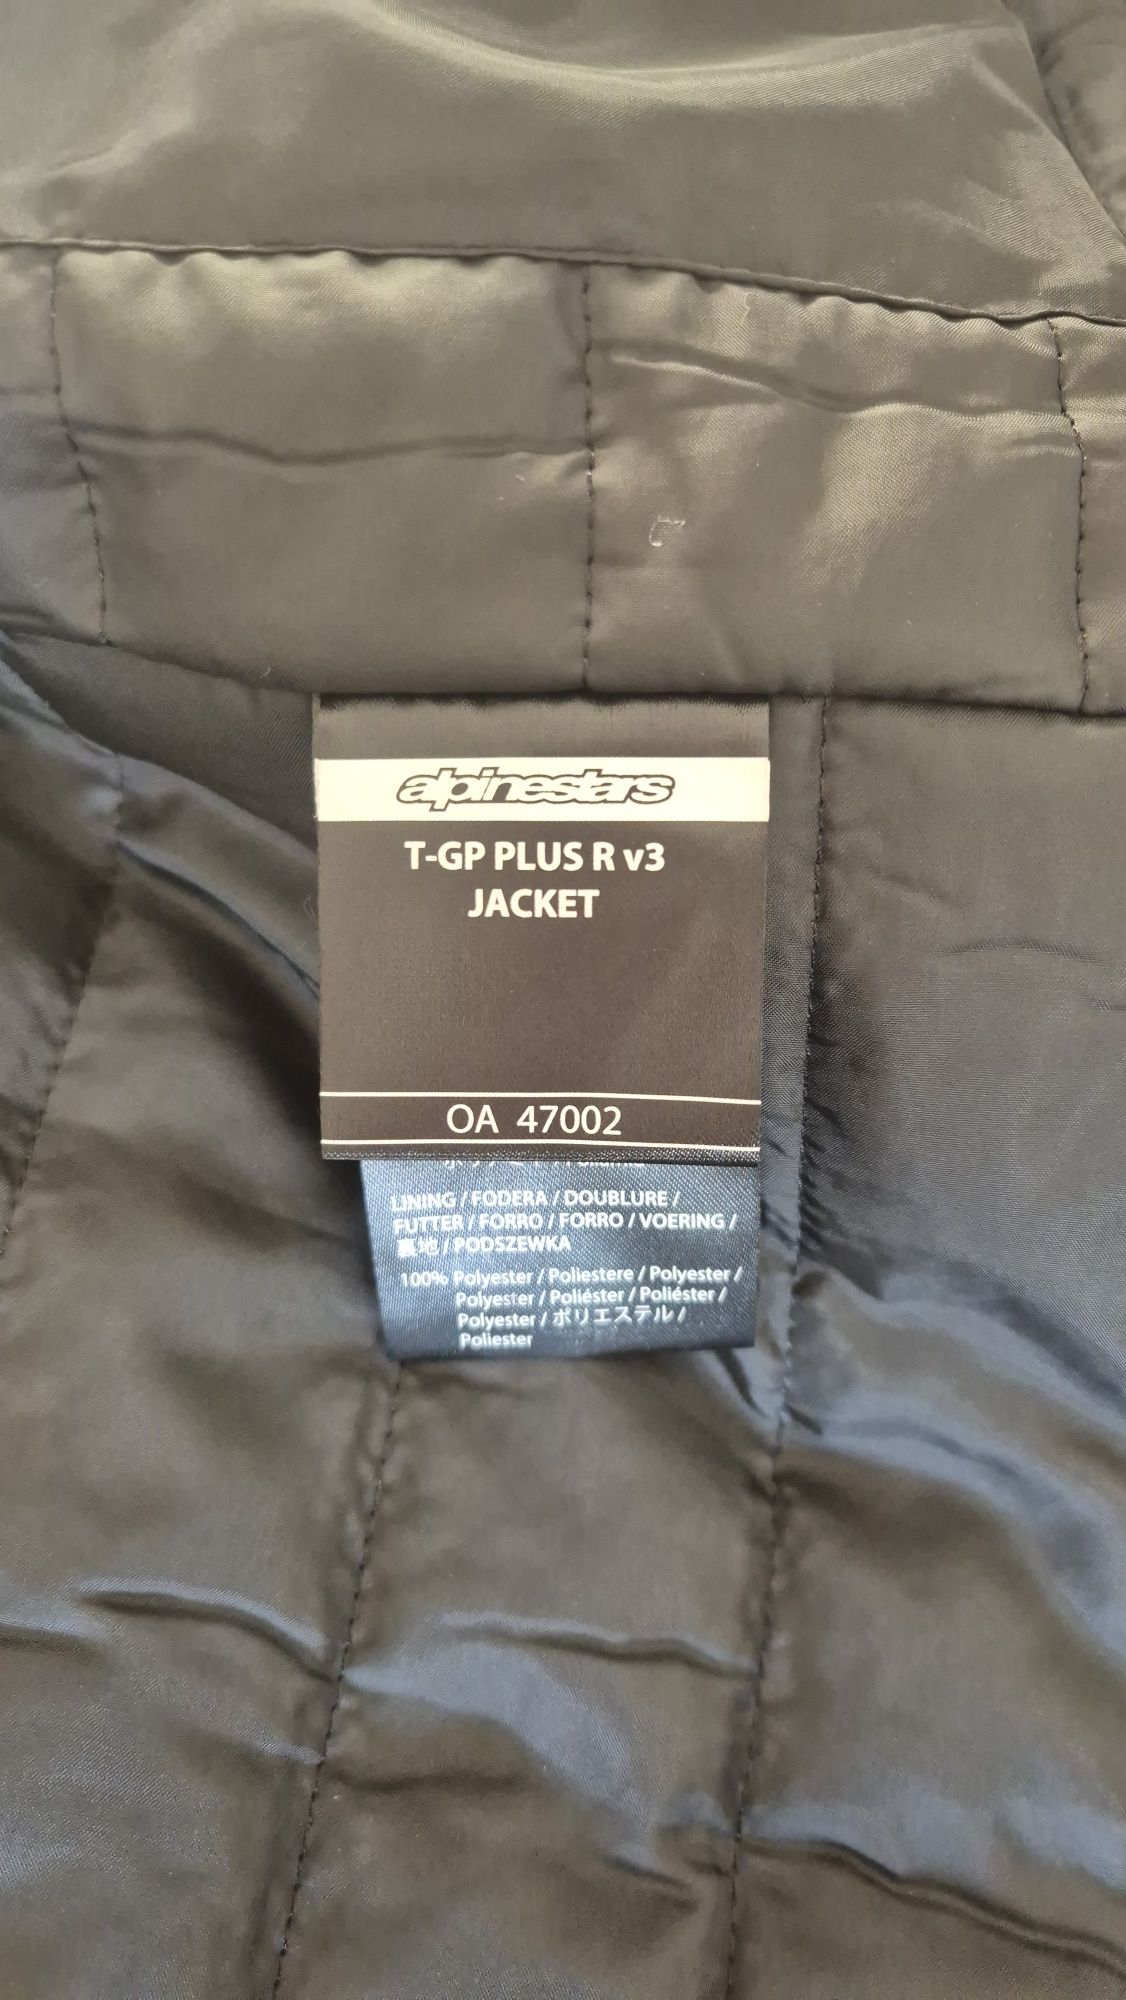 alpinestars
T-GP PLUS R v3
JACKET
OA 47002
LINING / FODERA / DOUBLURE /
FUTTER / FORRO / FORRO / VOERING /
裏地 / PODSZEWKA
100% Polyester / Poliestere / Polyester /
Polyester / Poliéster / Poliéster /
Polyester / ポリエステル /
Poliester